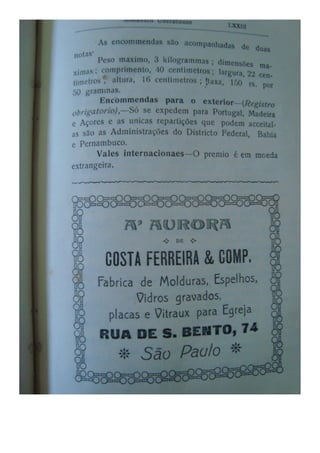 LXXIII
As encommendas são acompanhadas de duas
notas.
Peso maximo, 3 kilogrammas; dimensões ma-
ximas: comprimento, 40 centimetros; largura, 22 cen-
timetros e altura, 16 centimetros; taxa, 150 rs. por
50 grammas.
Encommendas para o exterior—(Registro
obrigatorio),—Só se expedem para Portugal, Madeira
e Açores e as unicas repartições que podem acceital-
as são as Administrações do Districto Federal, Bahia
e Pernambuco.
Vales internacionaes—O premio é em moeda
extrangeira.
A' AURORA
DE
COSTA FERREIRA & COMP.
Fabrica de Molduras, Espelhos,
Vidros gravados,
placas e Vitraux para Egreja
RUA DE S. BENTO, 74
São Paulo